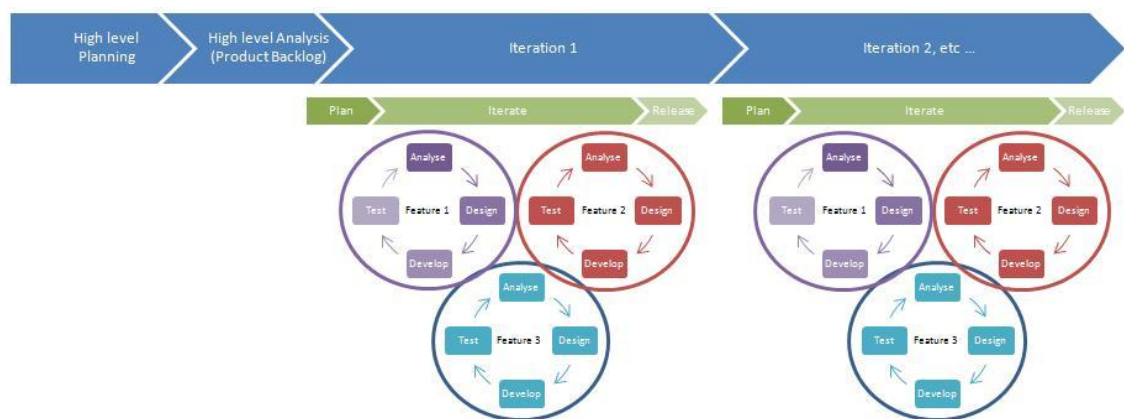 High level
Planning
High level Analysis
(Product Backlog)
Iteration 1
Iteration 2, etc ...
Plan
Iterate
Release
Plan
Iterate
Release
Analyse
Test
Feature 1
Design
Develop
Analyse
Test
Feature 2
Design
Develop
Analyse
Test
Feature 3
Design
Develop
Analyse
Test
Feature 1
Design
Develop
Analyse
Test
Feature 2
Design
Develop
Analyse
Test
Feature 3
Design
Develop